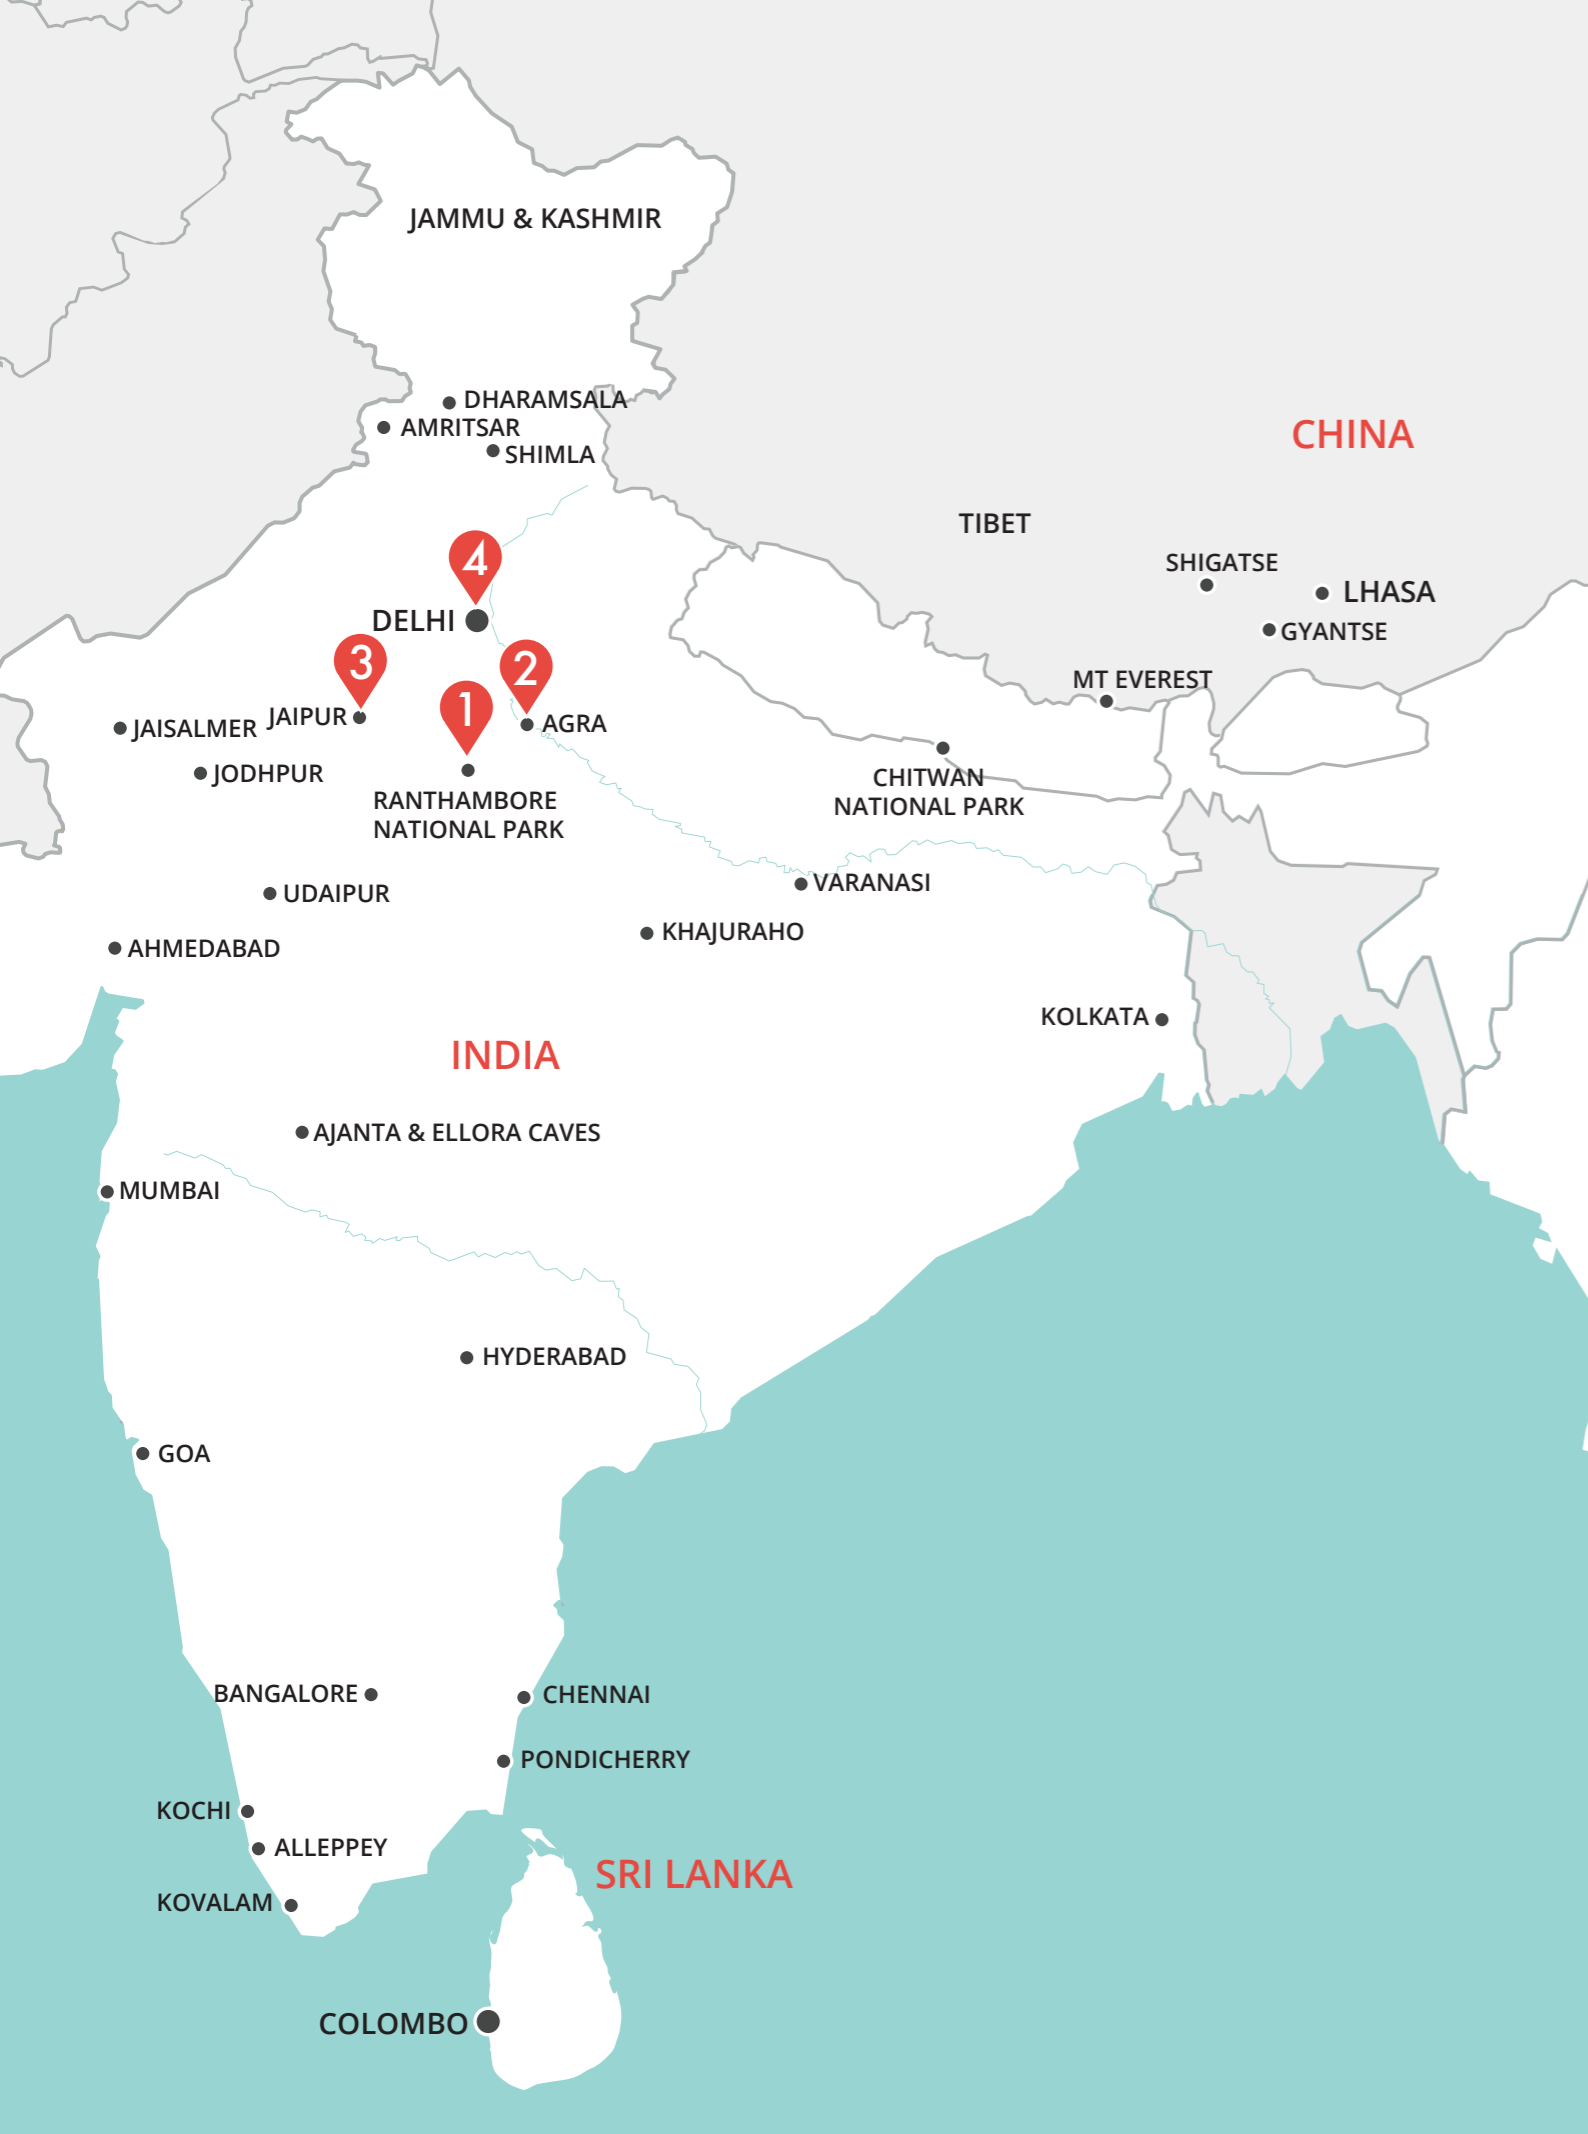 JAMMU & KASHMIR
DHARAMSALA
AMRITSAR
SHIMLA
CHINA
TIBET
SHIGATSE
LHASA
GYANTSE
4
DELHI
3
2
1
MT EVEREST
JAISALMER
JAIPUR
AGRA
JODHPUR
RANTHAMBORE
NATIONAL PARK
CHITWAN
NATIONAL PARK
UDAIPUR
VARANASI
KHAJURAHO
AHMEDABAD
KOLKATA
INDIA
AJANTA & ELLORA CAVES
MUMBAI
HYDERABAD
GOA
BANGALORE
CHENNAI
PONDICHERRY
KOCHI
ALLEPPEY
SRI LANKA
KOVALAM
COLOMBO